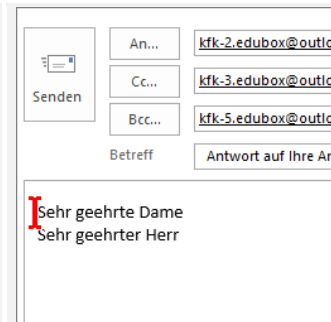 An... kfk-2.edubox@outlo
Senden Cc... kfk-3.edubox@outlo
Bcc... kfk-5.edubox@outlo
Betreff Antwort auf Ihre An
Sehr geehrte Dame
Sehr geehrter Herr